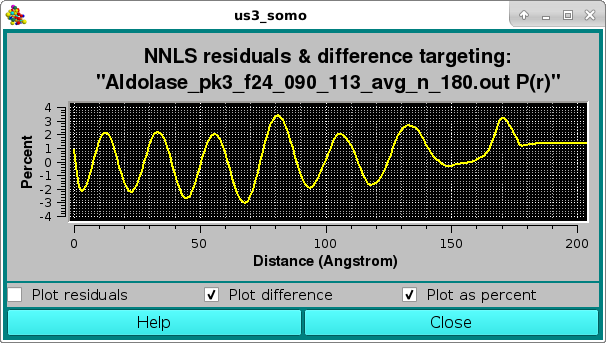 us3_somo
NNLS residuals & difference targeting:
"Aldolase_pk3_f24_090_113_avg_n_180.out P(r)"
Percent
4
3
2
1
0
-1
-2
-3
-4
0 50 100 150 200
Distance (Angstrom)
Plot residuals Plot difference Plot as percent
Help Close